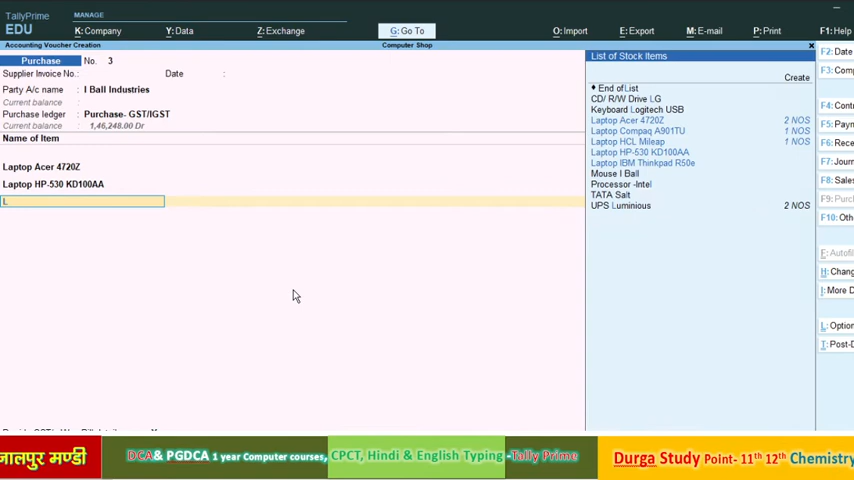 TallyPrime
MANAGE
EDU
K: Company
Y: Data
Z: Exchange
G: Go To
O: Import
E: Export
M: E-mail
P: Print
F1: Help
Accounting Voucher Creation
Computer Shop
Purchase No. 3
Supplier Invoice No.: Date :
Party A/c name : I Ball Industries
Current balance :
Purchase ledger : Purchase- GST/IGST
Current balance : 1,46,248.00 Dr
Name of Item
Laptop Acer 4720Z
Laptop HP-530 KD100AA
L
List of Stock Items
Create
End of List
CD/ R/W Drive LG
Keyboard Logitech USB
Laptop Acer 4720Z 2 NOS
Laptop Compaq A901TU 1 NOS
Laptop HCL Mileap 1 NOS
Laptop HP-530 KD100AA
Laptop IBM Thinkpad R50e
Mouse I Ball
Processor -Intel
TATA Salt
UPS Luminious 2 NOS
F2: Date
F3: Comp
F4: Contr
F5: Payn
F6: Rece
F7: Journ
F8: Sales
F9: Purc
F10: Oth
E: Autofil
H: Chang
I: More D
L: Option
T: Post-D
जालपुर मण्डी
DCA & PGDCA 1 year Computer courses, CPCT, Hindi & English Typing -Tally Prime
Durga Study Point- 11th 12th Chemistry